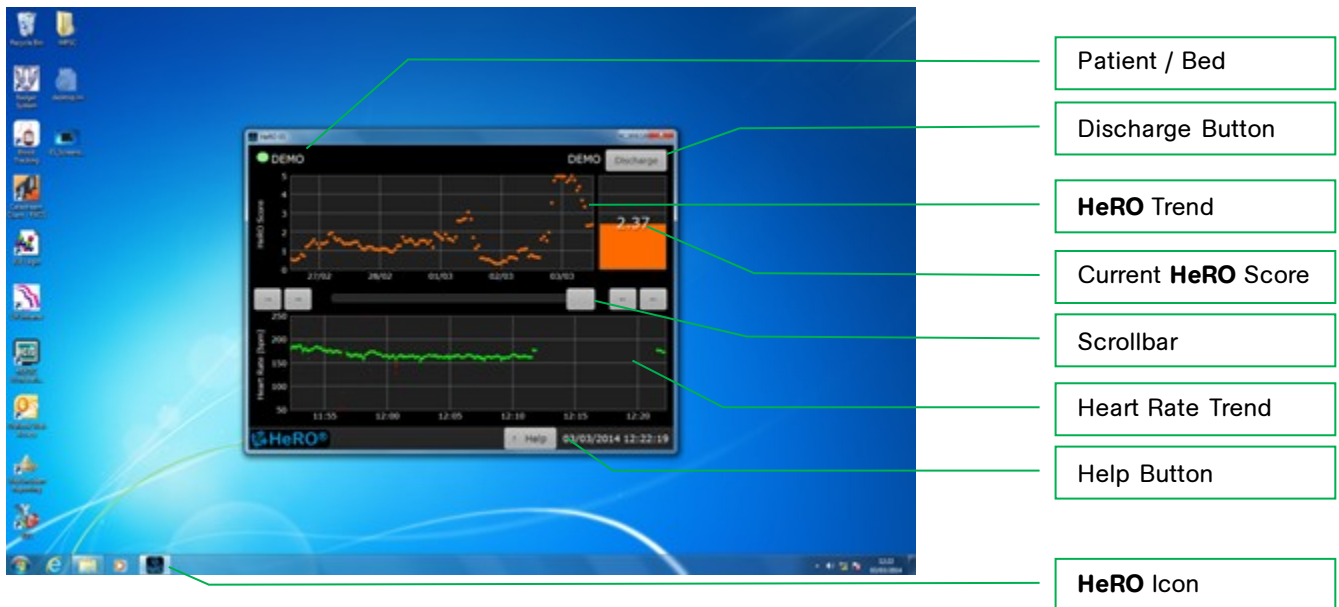 Recycle Bin
DEMO
DEMO
Discharge
HeRO Score
5
4
3
2
1
0
27/02
28/02
01/03
02/03
03/03
2.37
Heart Rate (bpm)
250
200
150
100
50
11:55
12:00
12:05
12:10
12:15
12:20
HeRO®
Help
03/03/2014 12:22:19
Patient / Bed
Discharge Button
HeRO Trend
Current HeRO Score
Scrollbar
Heart Rate Trend
Help Button
HeRO Icon